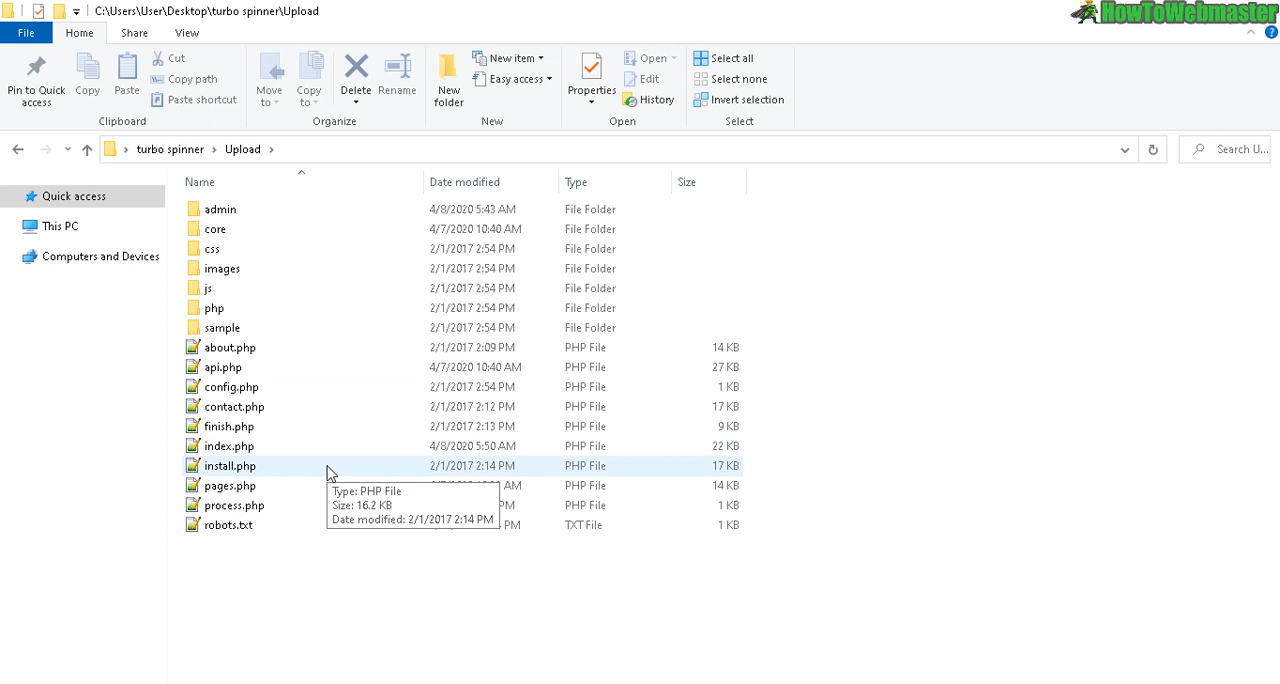 C:\Users\User\Desktop\turbo spinner\Upload
HowToWebmaster
File Home Share View
Pin to Quick access
Copy
Paste
Cut
Copy path
Paste shortcut
Clipboard
Move to
Copy to
Delete
Rename
Organize
New folder
New item
Easy access
New
Properties
Open
Edit
History
Open
Select all
Select none
Invert selection
Select
turbo spinner Upload
Search U...
Quick access
This PC
Computers and Devices
Name Date modified Type Size
admin 4/8/2020 5:43 AM File Folder
core 4/7/2020 10:40 AM File Folder
css 2/1/2017 2:54 PM File Folder
images 2/1/2017 2:54 PM File Folder
js 2/1/2017 2:54 PM File Folder
php 2/1/2017 2:54 PM File Folder
sample 2/1/2017 2:54 PM File Folder
about.php 2/1/2017 2:09 PM PHP File 14 KB
api.php 4/7/2020 10:40 AM PHP File 27 KB
config.php 2/1/2017 2:54 PM PHP File 1 KB
contact.php 2/1/2017 2:12 PM PHP File 17 KB
finish.php 2/1/2017 2:13 PM PHP File 9 KB
index.php 4/8/2020 5:50 AM PHP File 22 KB
install.php 2/1/2017 2:14 PM PHP File 17 KB
pages.php AM PHP File 14 KB
process.php PM PHP File 1 KB
robots.txt PM TXT File 1 KB
Type: PHP File
Size: 16.2 KB
Date modified: 2/1/2017 2:14 PM